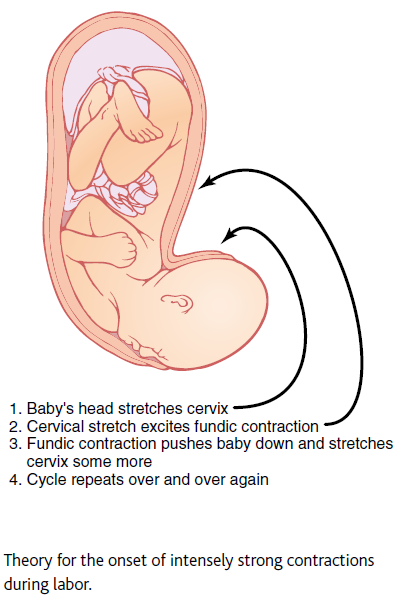 1. Baby's head stretches cervix
2. Cervical stretch excites fundic contraction
3. Fundic contraction pushes baby down and stretches
cervix some more
4. Cycle repeats over and over again
Theory for the onset of intensely strong contractions
during labor.